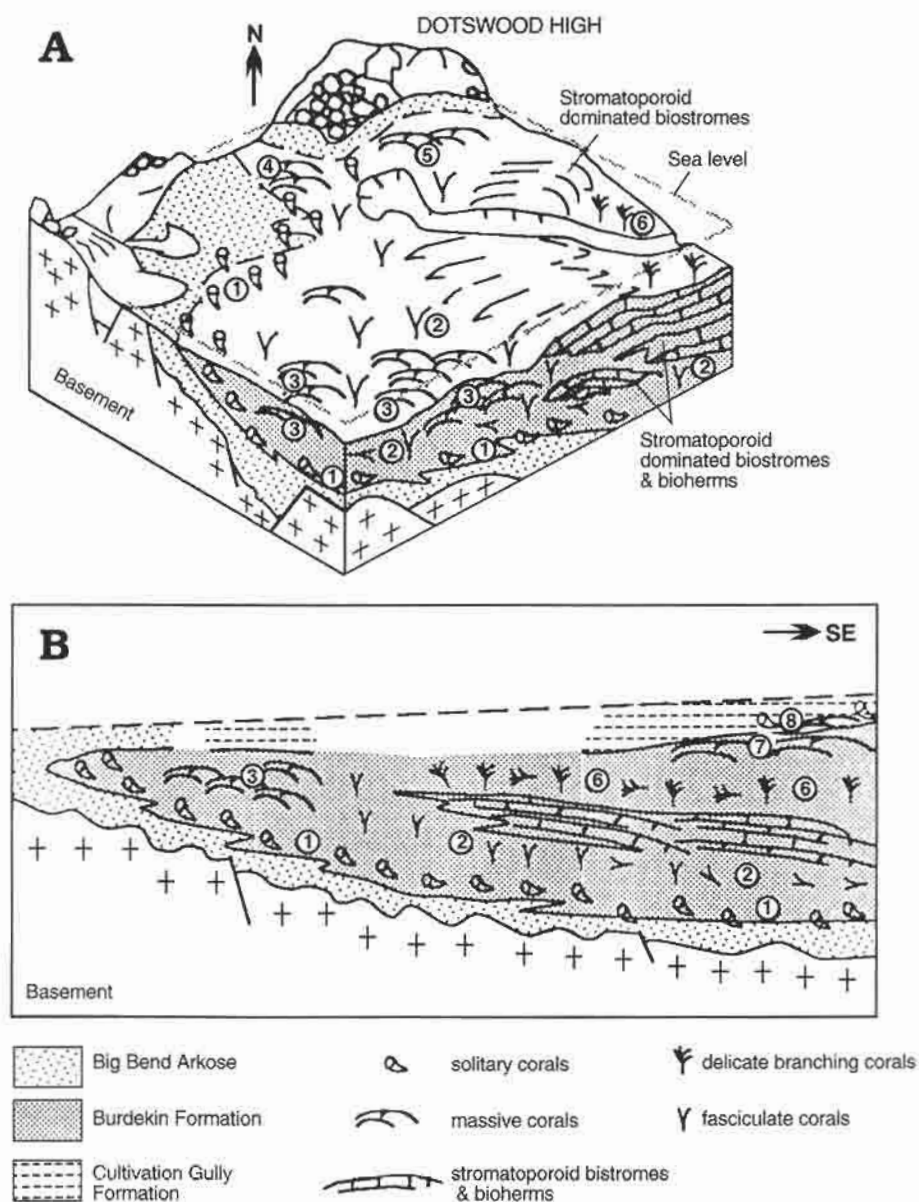 A
N
DOTSWOOD HIGH
Stromatoporoid
dominated biostromes
Sea level
4
5
6
1
2
3
3
3
3
2
1
1
2
Basement
Stromatoporoid
dominated biostromes
& bioherms
B
SE
8
7
3
6
6
1
2
2
1
Basement
Big Bend Arkose
solitary corals
delicate branching corals
Burdekin Formation
massive corals
fasciculate corals
Cultivation Gully
Formation
stromatoporoid bistromes
& bioherms